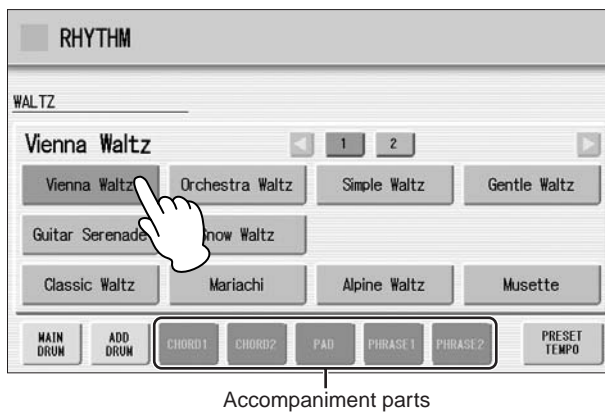 RHYTHM
WALTZ
Vienna Waltz 1 2
Vienna Waltz Orchestra Waltz Simple Waltz Gentle Waltz
Guitar Serenade Snow Waltz
Classic Waltz Mariachi Alpine Waltz Musette
MAIN DRUM ADD DRUM CHORD1 CHORD2 PAD PHRASE1 PHRASE2 PRESET TEMPO
Accompaniment parts